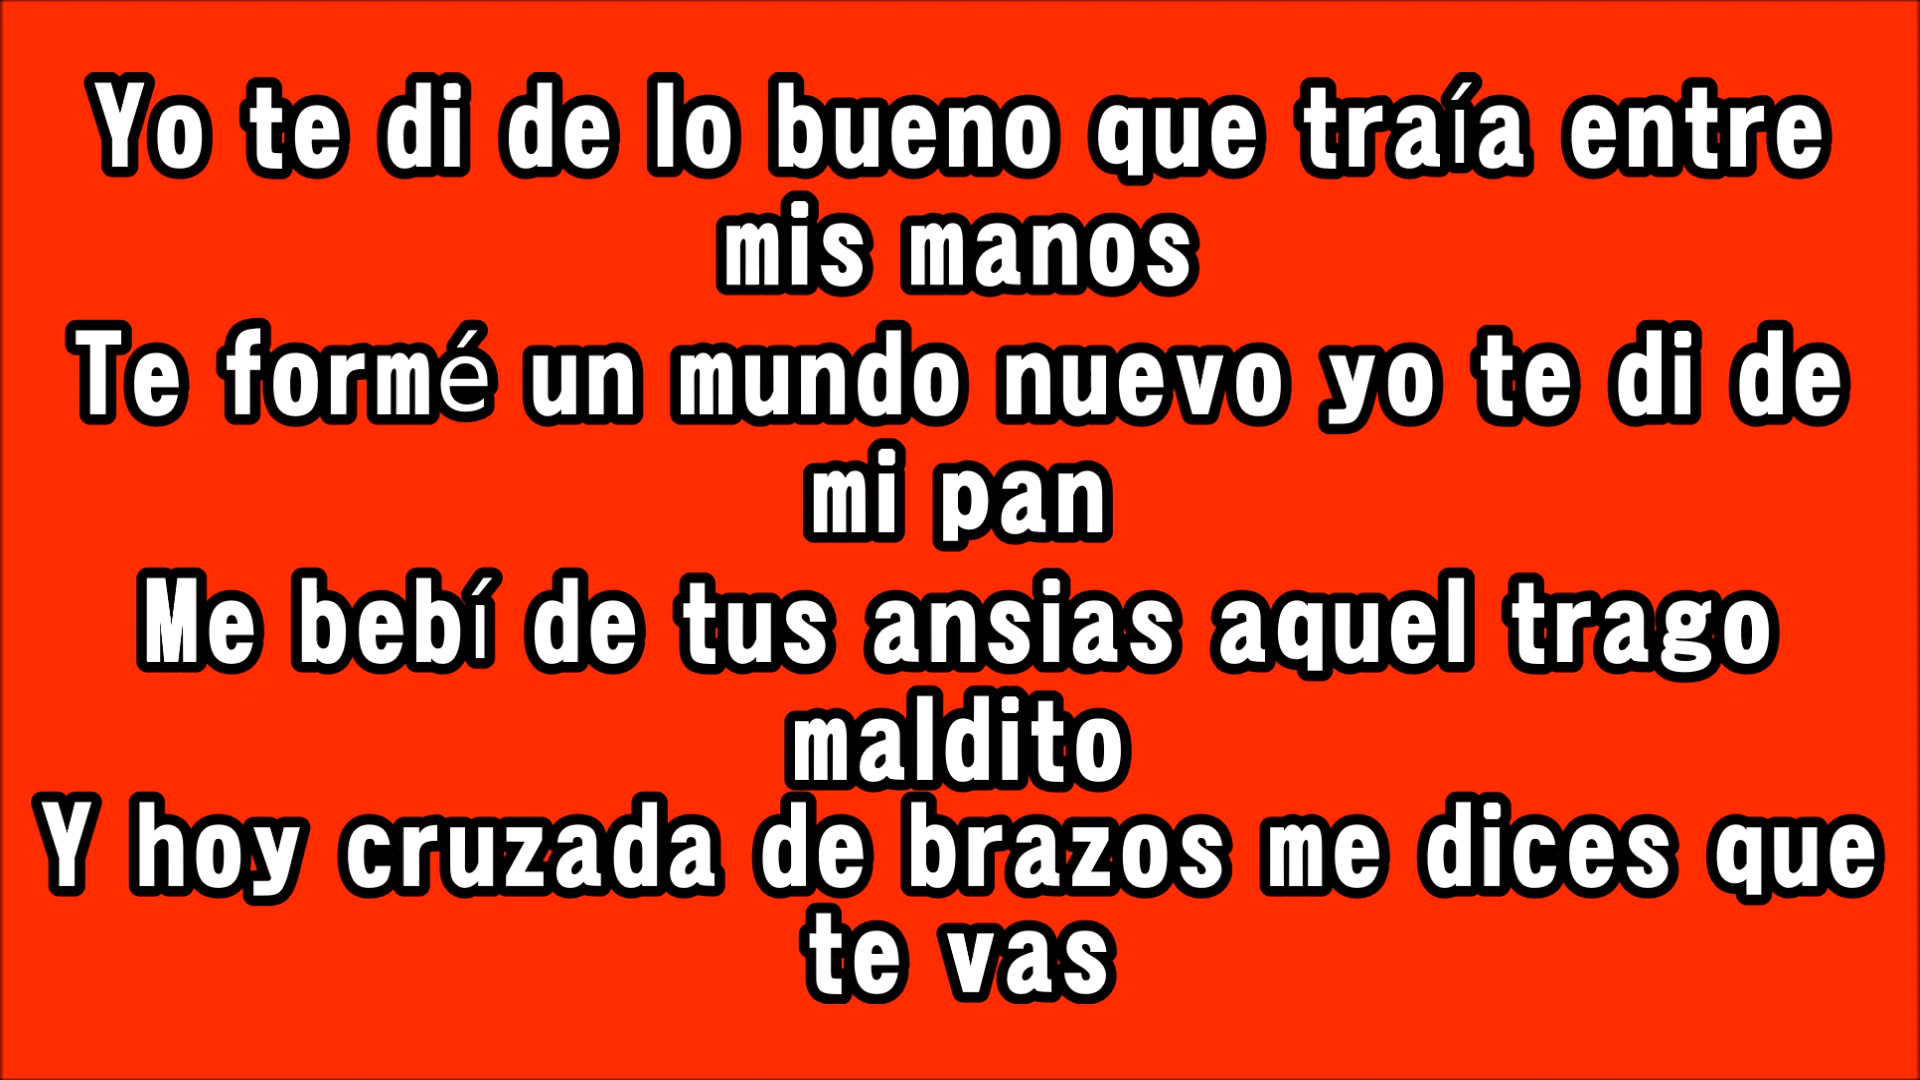 Yo te di de lo bueno que traía entre
mis manos
Te formé un mundo nuevo yo te di de
mi pan
Me bebí de tus ansias aquel trago
maldito
Y hoy cruzada de brazos me dices que
te vas